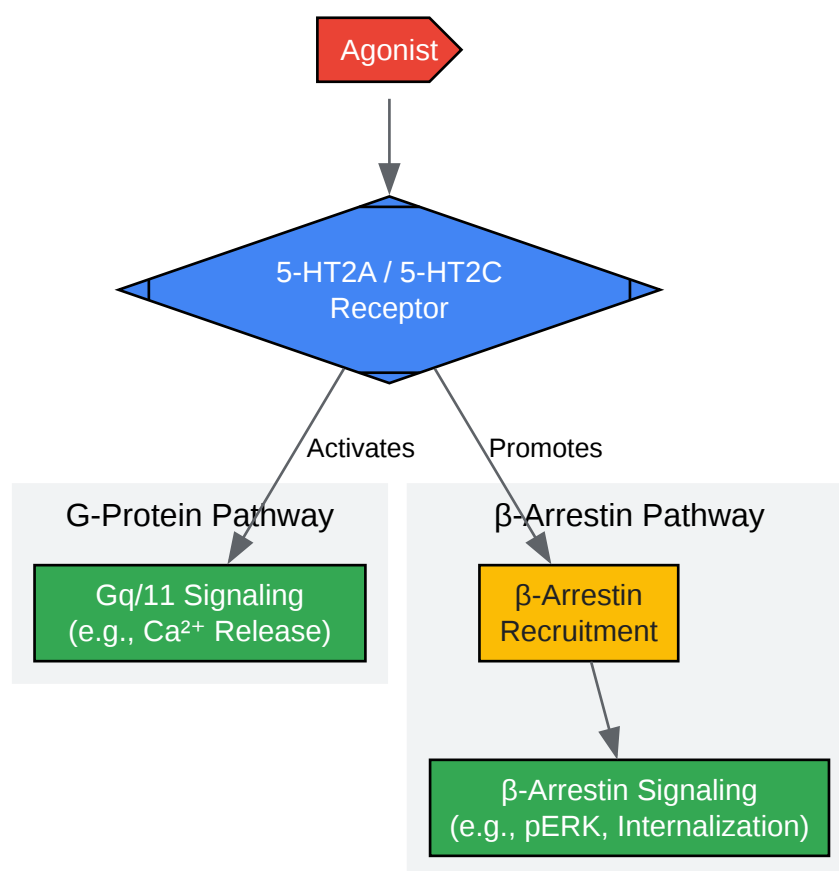 Agonist
5-HT2A / 5-HT2C
Receptor
Activates
Promotes
G-Protein Pathway
Gq/11 Signaling
(e.g., Ca²⁺ Release)
β-Arrestin Pathway
β-Arrestin
Recruitment
β-Arrestin Signaling
(e.g., pERK, Internalization)